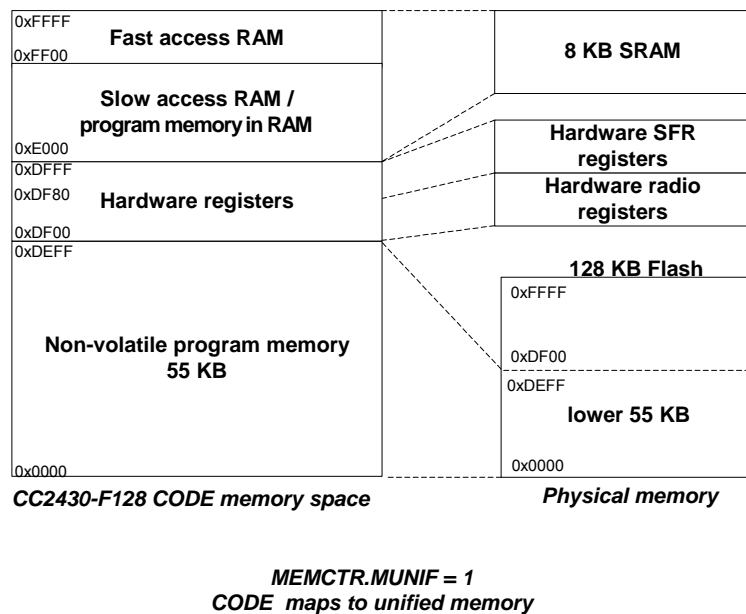 0xFFFF
Fast access RAM
0xFF00
Slow access RAM /
program memory in RAM
0xE000
0xDFFF
0xDF80
Hardware registers
0xDF00
0xDEFF
Non-volatile program memory
55 KB
0x0000
CC2430-F128 CODE memory space
8 KB SRAM
Hardware SFR
registers
Hardware radio
registers
128 KB Flash
0xFFFF
0xDF00
0xDEFF
lower 55 KB
0x0000
Physical memory
MEMCTR.MUNIF = 1
CODE maps to unified memory